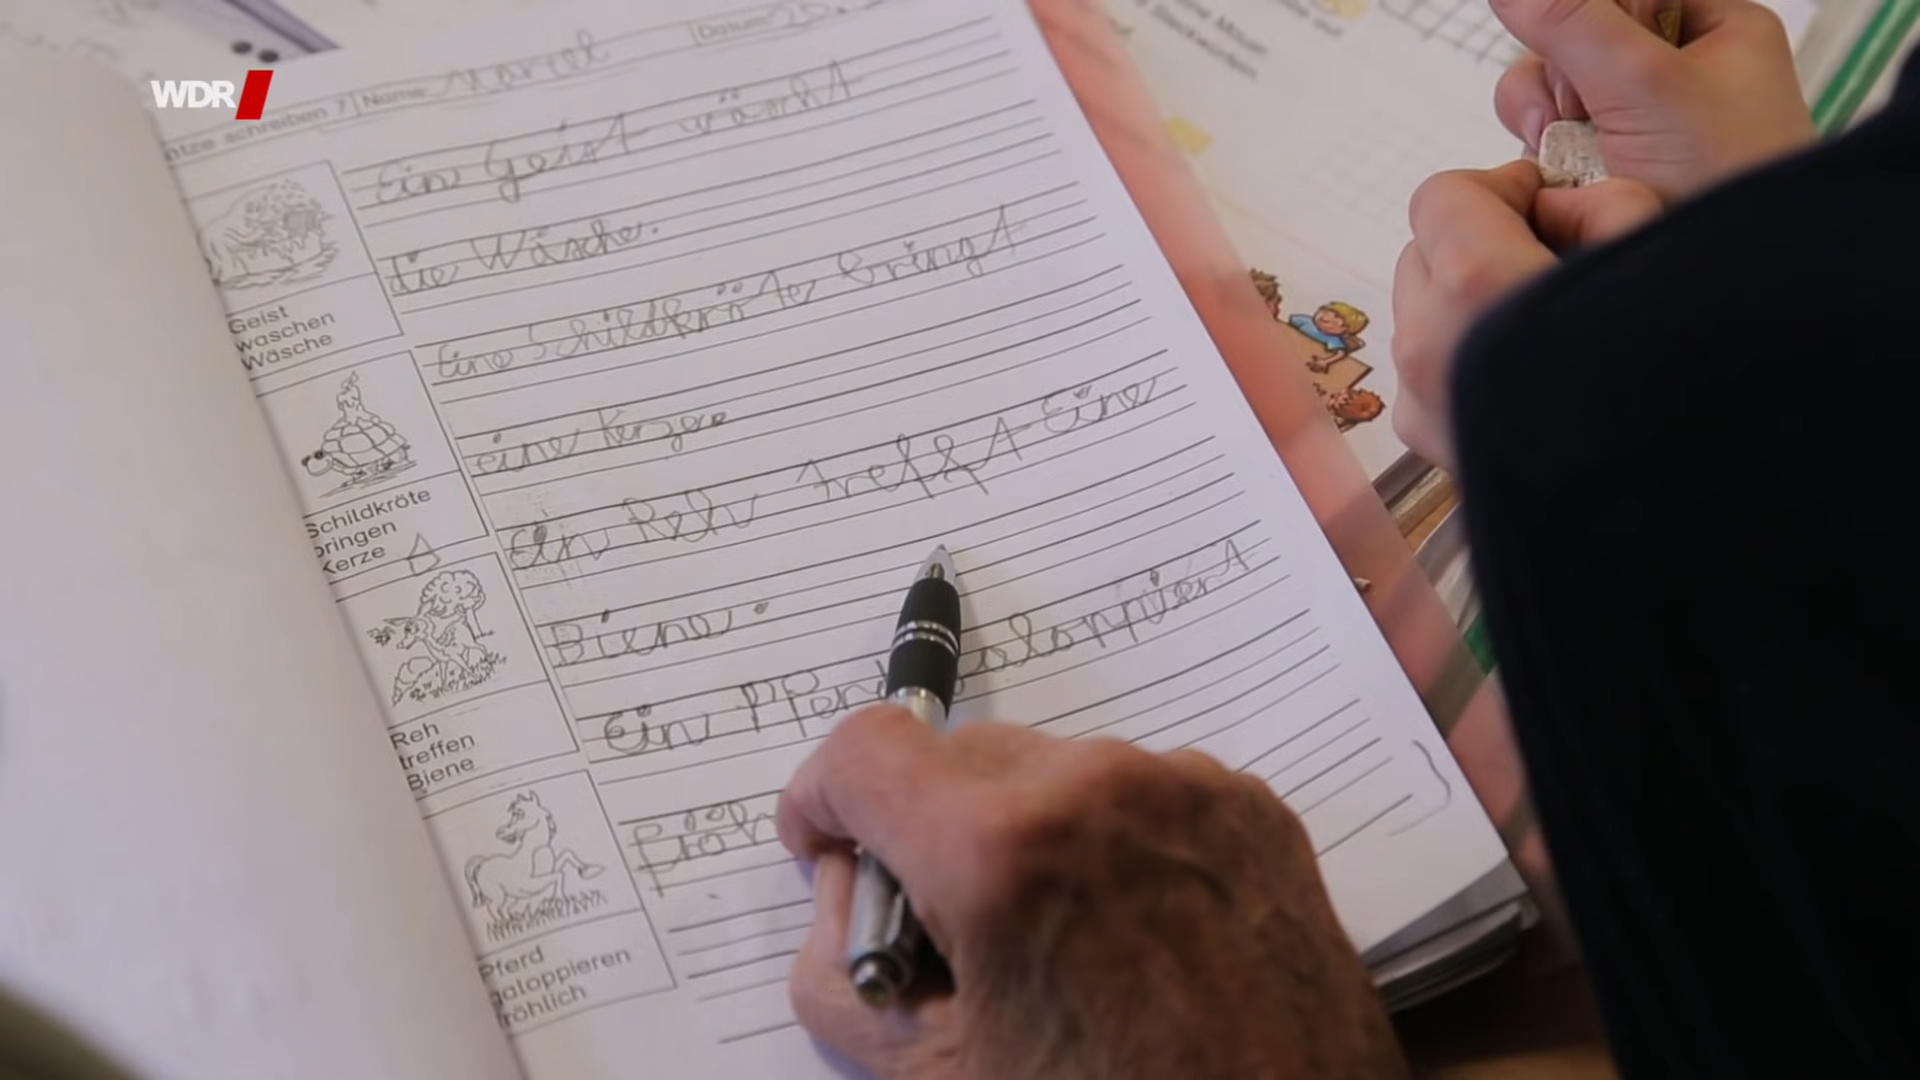 WDR
schreiben 7 Name Marcel Datum
Ein Geist wäscht
die Wäsche.
Geist
waschen
Wäsche
Eine Schildkröte bringt
eine Kerze
Schildkröte
bringen
Kerze
Ein Reh trefft Eine
Biene.
Reh
treffen
Biene
Ein Pferd galoppiert
fröh
Pferd
galoppieren
fröhlich